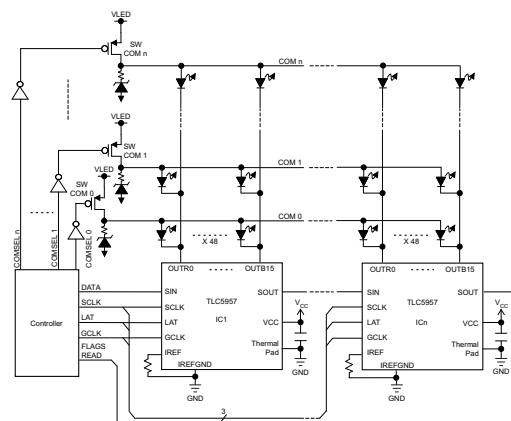 VLED
SW
COM n
COM n
VLED
SW
COM 1
COM 1
VLED
SW
COM 0
COM 0
COMSEL n
COMSEL 1
COMSEL 0
X 48
X 48
OUTR0
OUTB15
OUTR0
OUTB15
Controller
DATA
SCLK
LAT
GCLK
FLAGS
READ
SIN
SCLK
LAT
GCLK
IREF
IREFGND
TLC5957
IC1
SOUT
VCC
Thermal
Pad
VCC
GND
GND
SIN
SCLK
LAT
GCLK
IREF
IREFGND
TLC5957
ICn
SOUT
VCC
Thermal
Pad
VCC
GND
GND
3